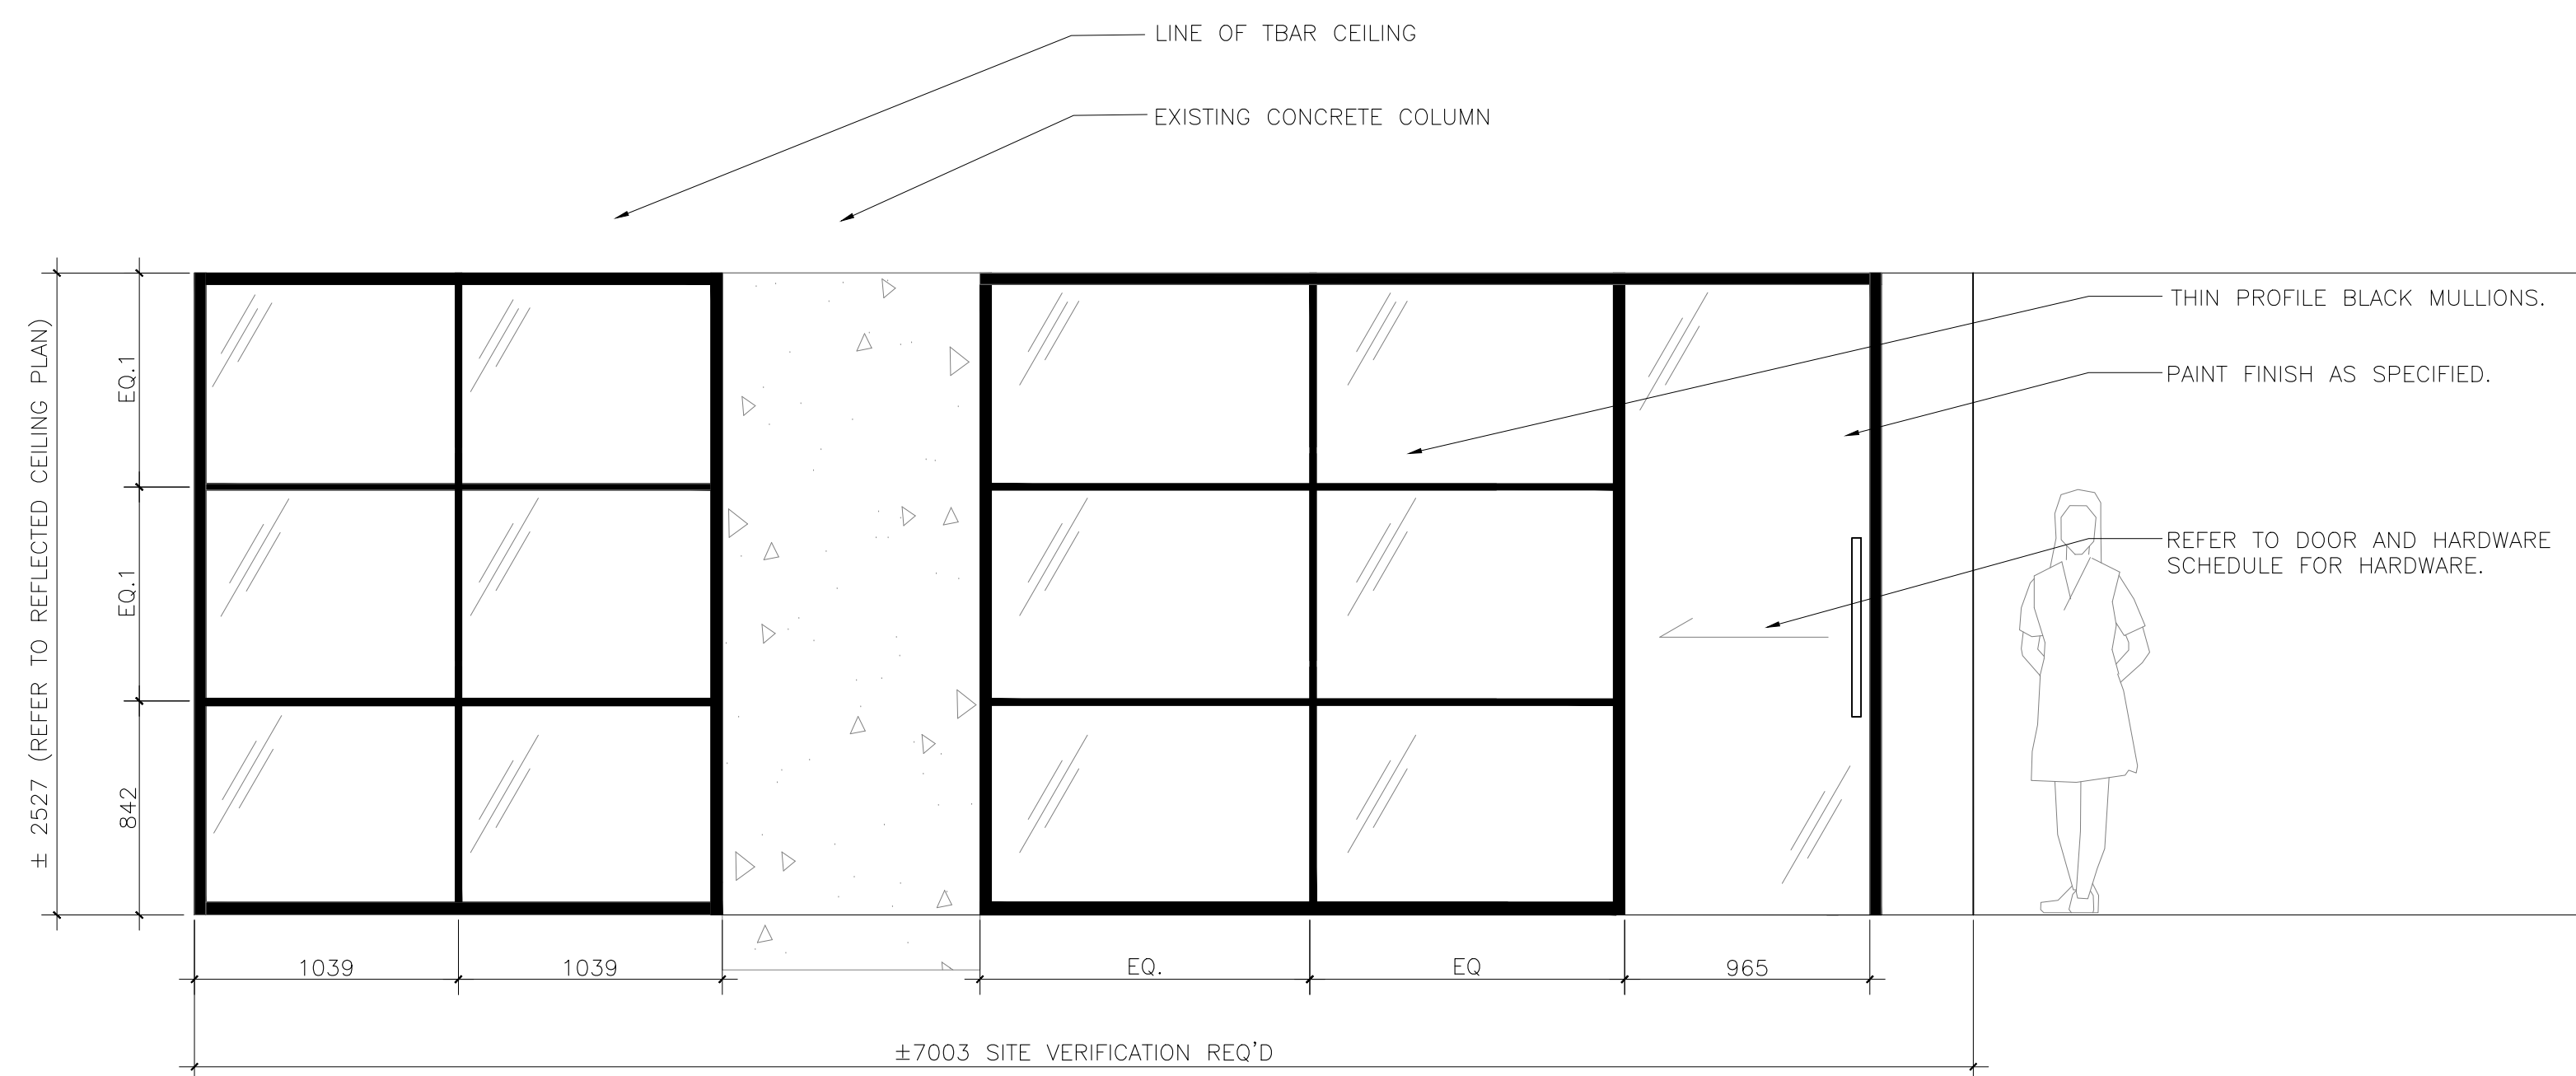 LINE OF TBAR CEILING
EXISTING CONCRETE COLUMN
THIN PROFILE BLACK MULLIONS.
PAINT FINISH AS SPECIFIED.
REFER TO DOOR AND HARDWARE
SCHEDULE FOR HARDWARE.
± 2527 (REFER TO REFLECTED CEILING PLAN)
EQ.1
EQ.1
842
1039
1039
EQ.
EQ
965
±7003 SITE VERIFICATION REQ'D